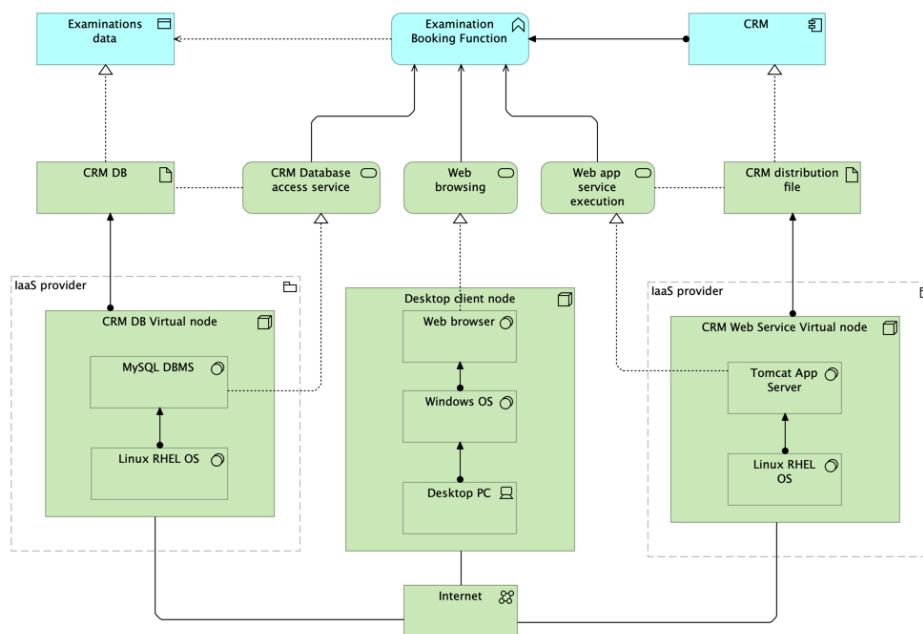 Examinations
data
Examination
Booking Function
CRM
CRM DB
CRM Database
access service
Web
browsing
Web app
service
execution
CRM distribution
file
IaaS provider
CRM DB Virtual node
MySQL DBMS
Linux RHEL OS
Desktop client node
Web browser
Windows OS
Desktop PC
IaaS provider
CRM Web Service Virtual node
Tomcat App
Server
Linux RHEL
OS
Internet